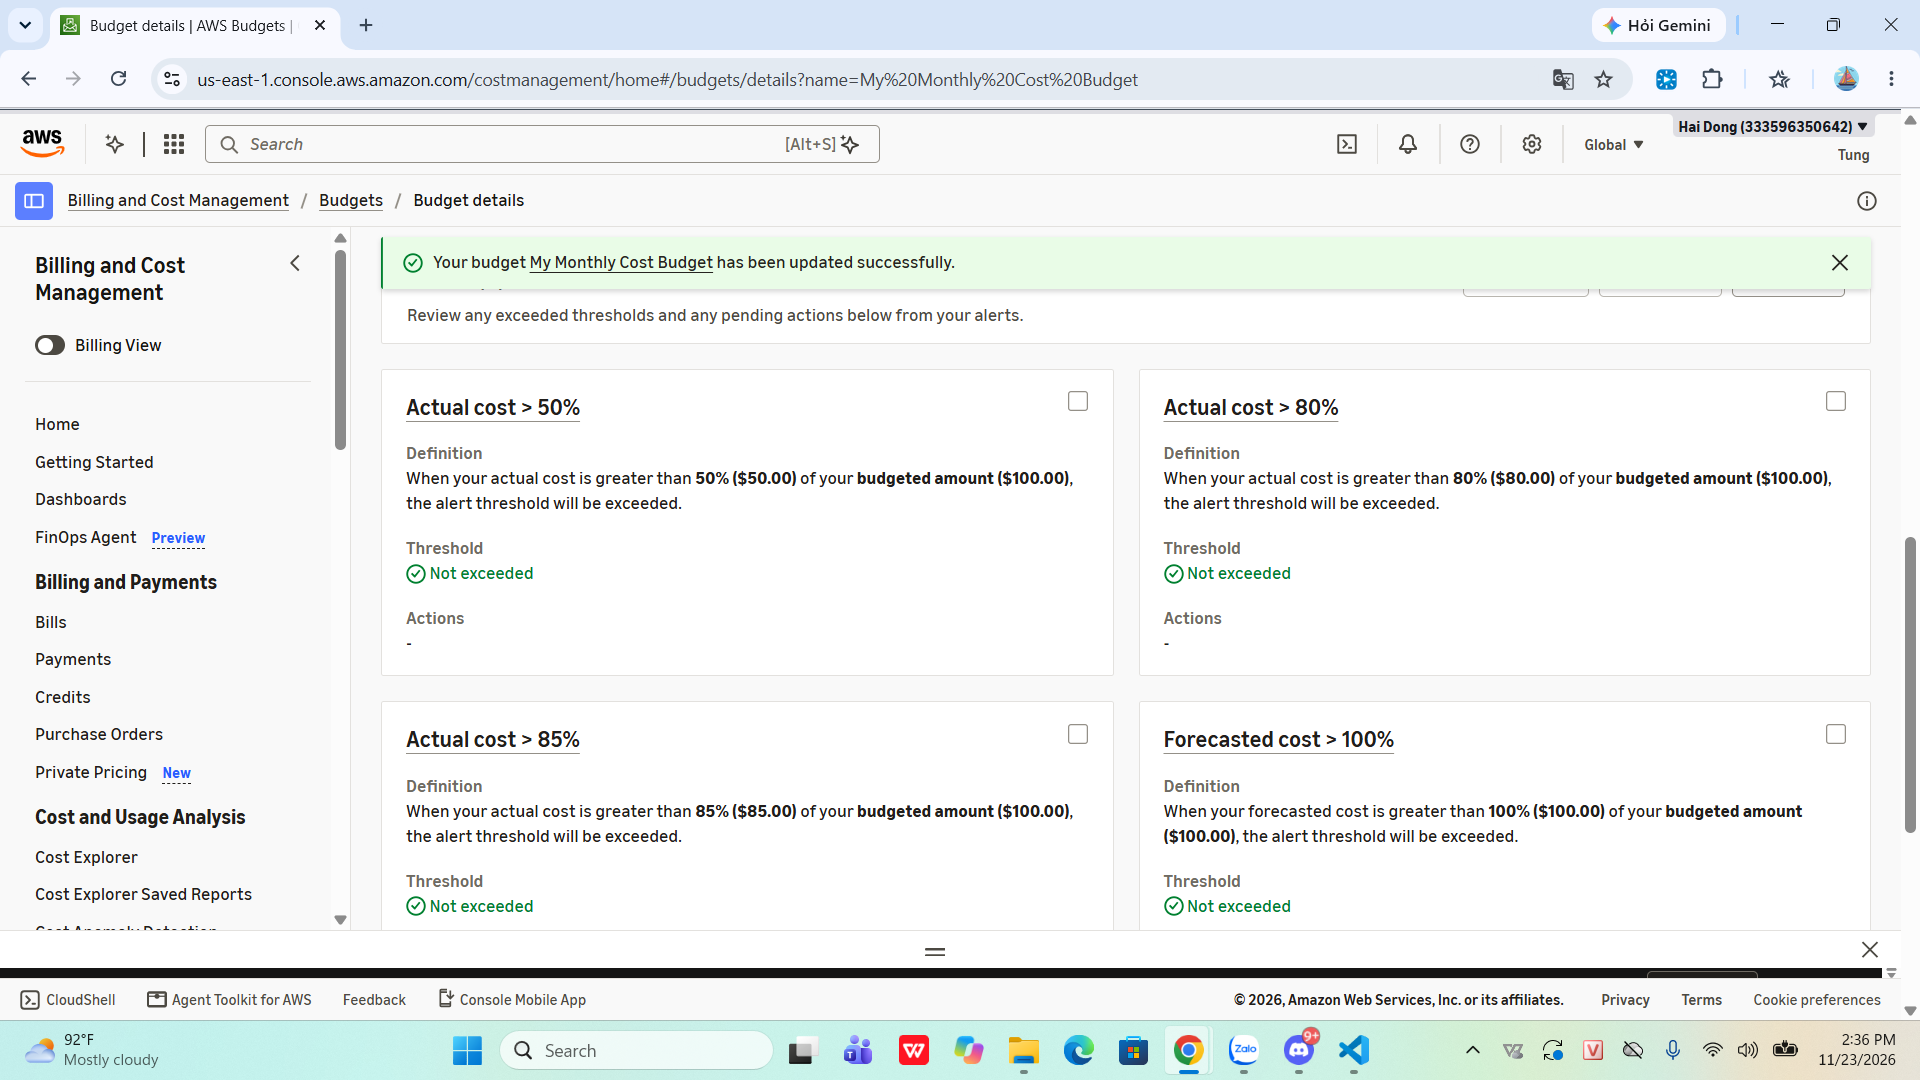 Budget details | AWS Budgets |
Hỏi Gemini
us-east-1.console.aws.amazon.com/costmanagement/home#/budgets/details?name=My%20Monthly%20Cost%20Budget
aws
Search
[Alt+S]
Global
Hai Dong (333596350642)
Tung
Billing and Cost Management / Budgets / Budget details
Billing and Cost
Management
Billing View
Home
Getting Started
Dashboards
FinOps Agent Preview
Billing and Payments
Bills
Payments
Credits
Purchase Orders
Private Pricing New
Cost and Usage Analysis
Cost Explorer
Cost Explorer Saved Reports
Cost Anomaly Detection
Your budget My Monthly Cost Budget has been updated successfully.
Review any exceeded thresholds and any pending actions below from your alerts.
Actual cost > 50%
Definition
When your actual cost is greater than 50% ($50.00) of your budgeted amount ($100.00),
the alert threshold will be exceeded.
Threshold
Not exceeded
Actions
-
Actual cost > 80%
Definition
When your actual cost is greater than 80% ($80.00) of your budgeted amount ($100.00),
the alert threshold will be exceeded.
Threshold
Not exceeded
Actions
-
Actual cost > 85%
Definition
When your actual cost is greater than 85% ($85.00) of your budgeted amount ($100.00),
the alert threshold will be exceeded.
Threshold
Not exceeded
Forecasted cost > 100%
Definition
When your forecasted cost is greater than 100% ($100.00) of your budgeted amount
($100.00), the alert threshold will be exceeded.
Threshold
Not exceeded
CloudShell
Agent Toolkit for AWS
Feedback
Console Mobile App
© 2026, Amazon Web Services, Inc. or its affiliates.
Privacy
Terms
Cookie preferences
92°F
Mostly cloudy
Search
Zalo
9+
2:36 PM
11/23/2026